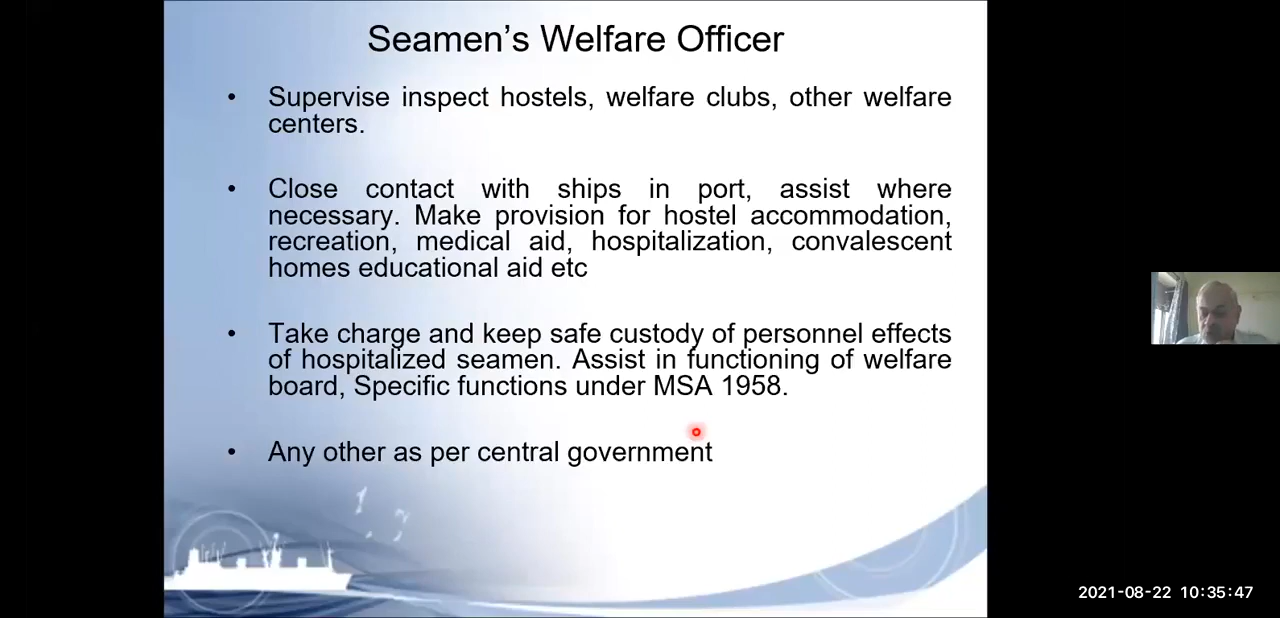 Seamen’s Welfare Officer
• Supervise inspect hostels, welfare clubs, other welfare
centers.
• Close contact with ships in port, assist where
necessary. Make provision for hostel accommodation,
recreation, medical aid, hospitalization, convalescent
homes educational aid etc
• Take charge and keep safe custody of personnel effects
of hospitalized seamen. Assist in functioning of welfare
board, Specific functions under MSA 1958.
• Any other as per central government
2021-08-22 10:35:47